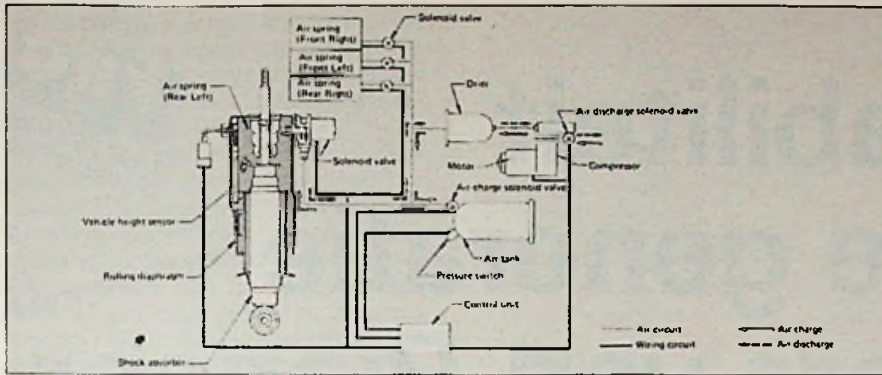 Solenoid valve
Air spring
(Front Right)
Air spring
(Front Left)
Air spring
(Rear Right)
Air spring
(Rear Left)
Drier
Air discharge solenoid valve
Solenoid valve
Motor
Compressor
Air charge solenoid valve
Vehicle height sensor
Air tank
Rolling diaphragm
Pressure switch
Control unit
Air circuit
Air charge
Wiring circuit
Air discharge
Shock absorber